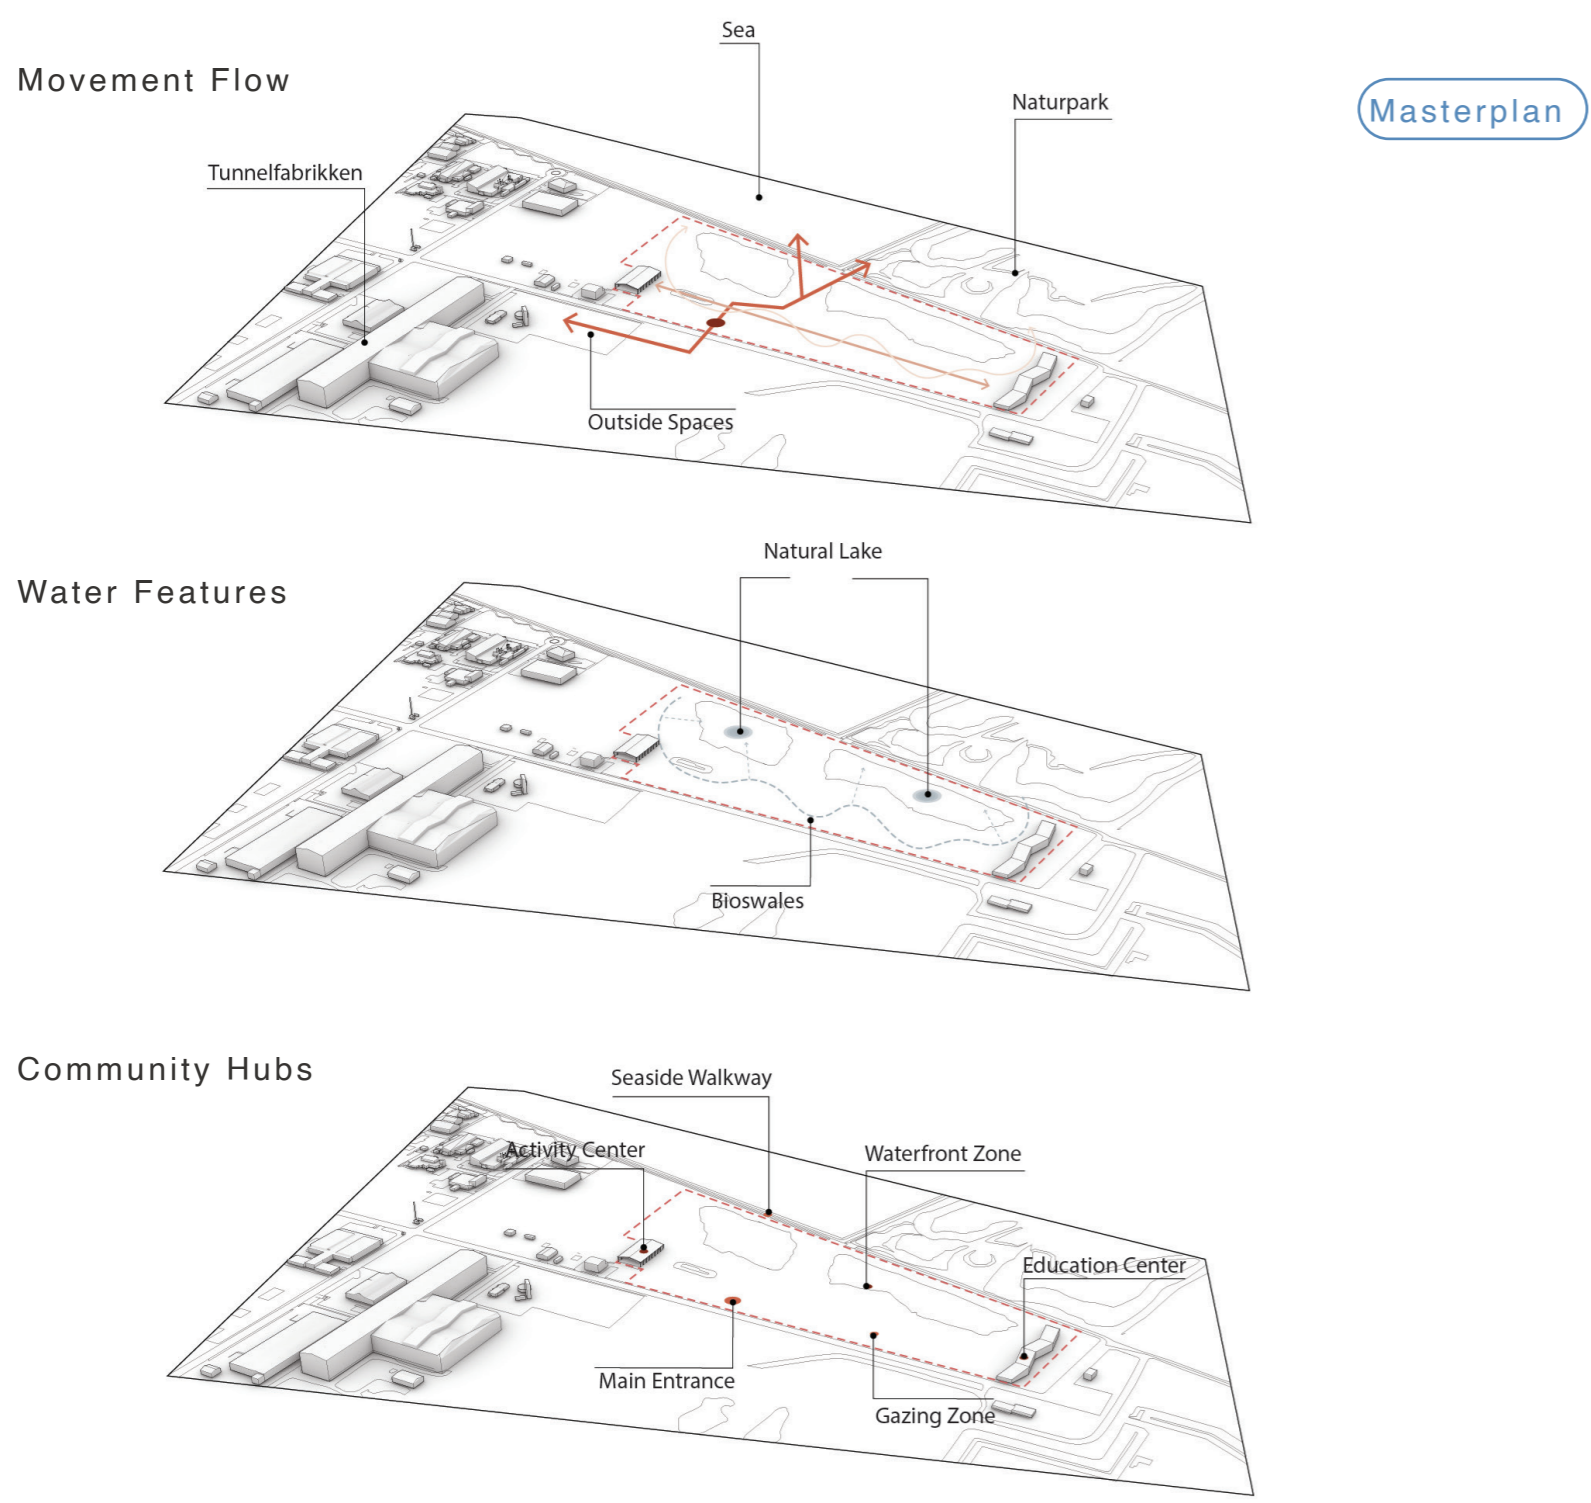 Sea
Movement Flow
Naturpark
Masterplan
Tunnelfabrikken
Outside Spaces
Natural Lake
Water Features
Bioswales
Community Hubs
Seaside Walkway
Activity Center
Waterfront Zone
Education Center
Main Entrance
Gazing Zone